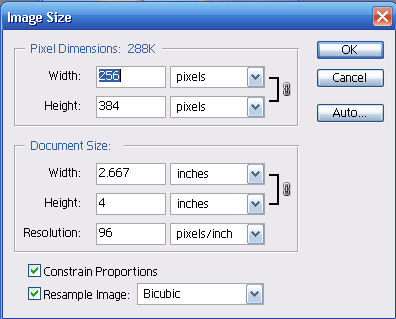 Image Size
Pixel Dimensions: 288K
Width: 256 pixels
Height: 384 pixels
OK
Cancel
Auto...
Document Size:
Width: 2.667 inches
Height: 4 inches
Resolution: 96 pixels/inch
Constrain Proportions
Resample Image: Bicubic